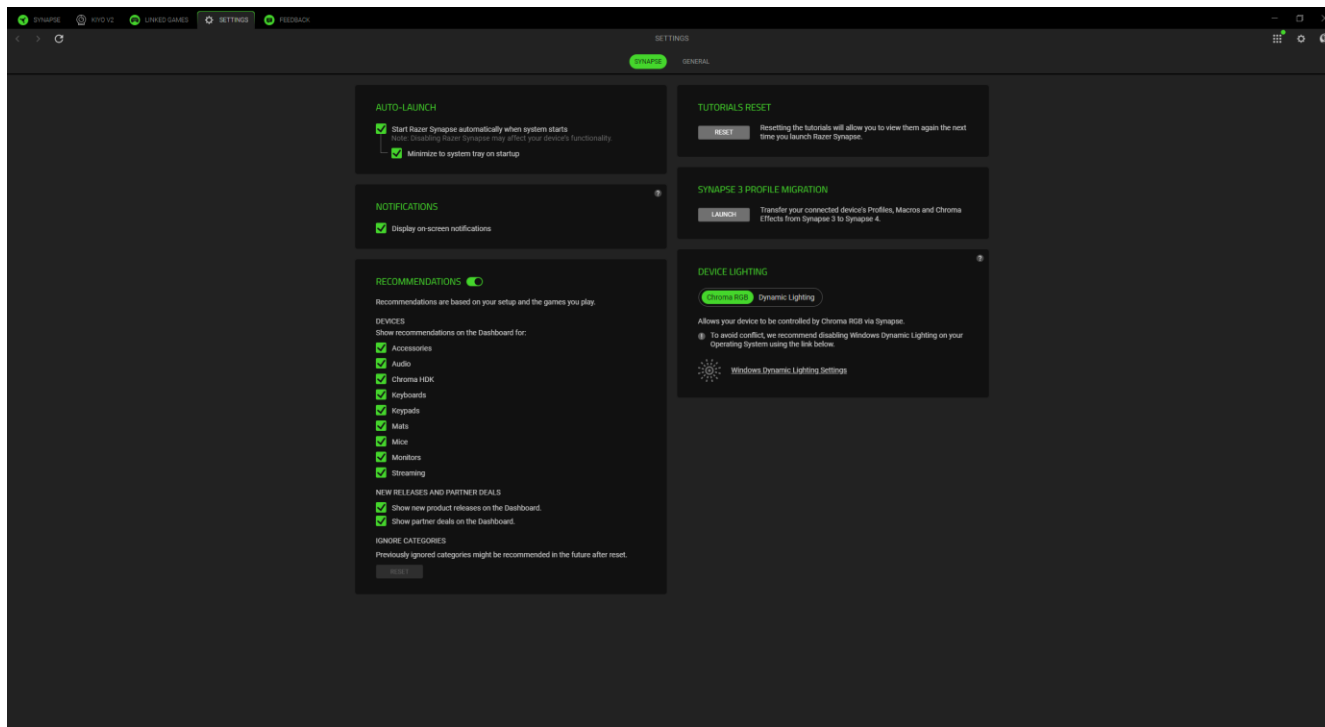 SYNAPSE
KIYO V2
LINKED GAMES
SETTINGS
FEEDBACK
SETTINGS
SYNAPSE
GENERAL
AUTO-LAUNCH
Start Razer Synapse automatically when system starts
Note: Disabling Razer Synapse may affect your device's functionality.
Minimize to system tray on startup
NOTIFICATIONS
Display on-screen notifications
RECOMMENDATIONS
Recommendations are based on your setup and the games you play.
DEVICES
Show recommendations on the Dashboard for:
Accessories
Audio
Chroma HDK
Keyboards
Keypads
Mats
Mice
Monitors
Streaming
NEW RELEASES AND PARTNER DEALS
Show new product releases on the Dashboard.
Show partner deals on the Dashboard.
IGNORE CATEGORIES
Previously ignored categories might be recommended in the future after reset.
RESET
TUTORIALS RESET
RESET
Resetting the tutorials will allow you to view them again the next
time you launch Razer Synapse.
SYNAPSE 3 PROFILE MIGRATION
LAUNCH
Transfer your connected device's Profiles, Macros and Chroma
Effects from Synapse 3 to Synapse 4.
DEVICE LIGHTING
Chroma RGB
Dynamic Lighting
Allows your device to be controlled by Chroma RGB via Synapse.
To avoid conflict, we recommend disabling Windows Dynamic Lighting on your
Operating System using the link below.
Windows Dynamic Lighting Settings